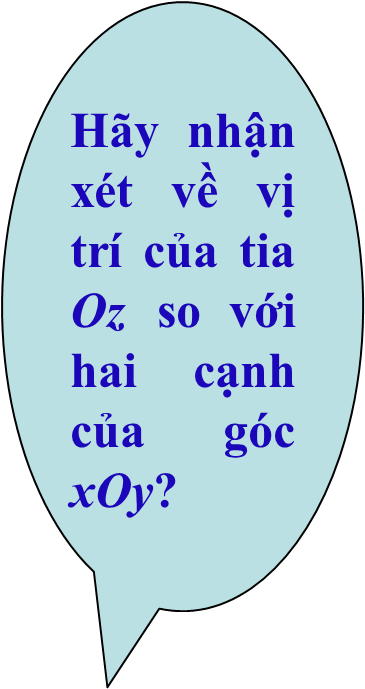 Hãy nhận
xét về vị
trí của tia
Oz so với
hai cạnh
của góc
xOy?